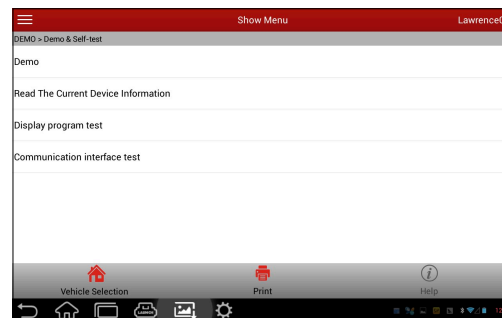 Show Menu
Lawrence
DEMO > Demo & Self-test
Demo
Read The Current Device Information
Display program test
Communication interface test
Vehicle Selection
Print
Help
LAUNCH